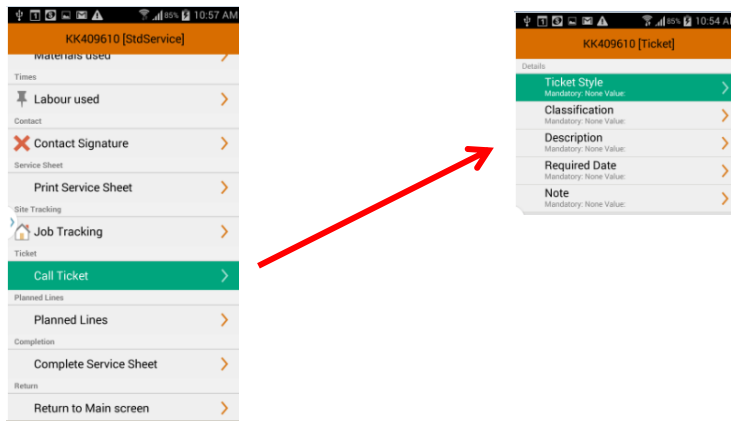 85% 10:57 AM
KK409610 [StdService]
Materials used
Times
Labour used
Contact
Contact Signature
Service Sheet
Print Service Sheet
Site Tracking
Job Tracking
Ticket
Call Ticket
Planned Lines
Planned Lines
Completion
Complete Service Sheet
Return
Return to Main screen
85% 10:54 AM
KK409610 [Ticket]
Details
Ticket Style
Mandatory: None Value:
Classification
Mandatory: None Value:
Description
Mandatory: None Value:
Required Date
Mandatory: None Value:
Note
Mandatory: None Value: